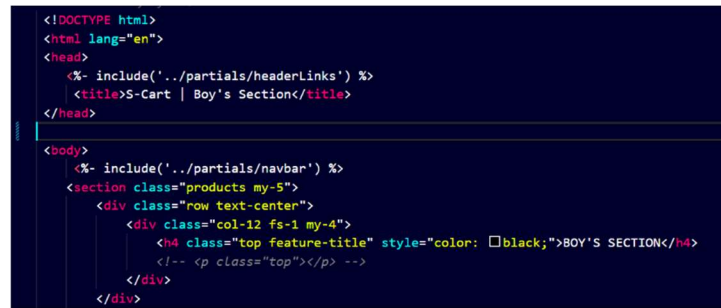 <!DOCTYPE html>
<html lang="en">
<head>
<%- include('../partials/headerLinks') %>
<title>S-Cart | Boy's Section</title>
</head>
<body>
<%- include('../partials/navbar') %>
<section class="products my-5">
<div class="row text-center">
<div class="col-12 fs-1 my-4">
<h4 class="top feature-title" style="color: black;">BOY'S SECTION</h4>
<!-- <p class="top"></p> -->
</div>
</div>